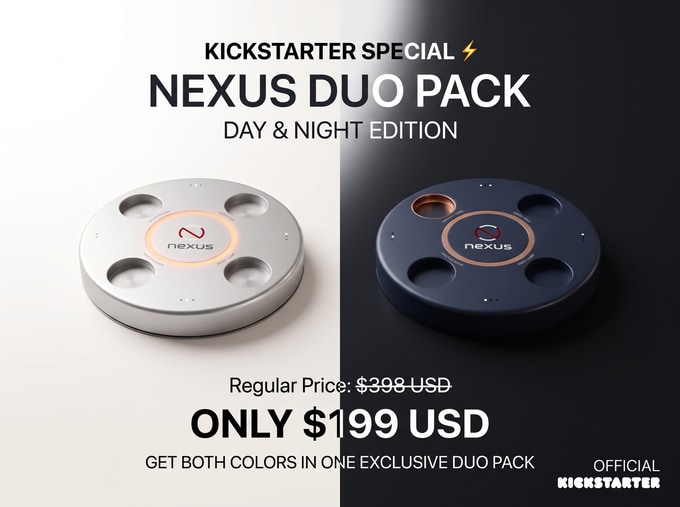 KICKSTARTER SPECIAL ⚡
NEXUS DUO PACK
DAY & NIGHT EDITION
nexus
nexus
Regular Price: $398 USD
ONLY $199 USD
GET BOTH COLORS IN ONE EXCLUSIVE DUO PACK
OFFICIAL
KICKSTARTER